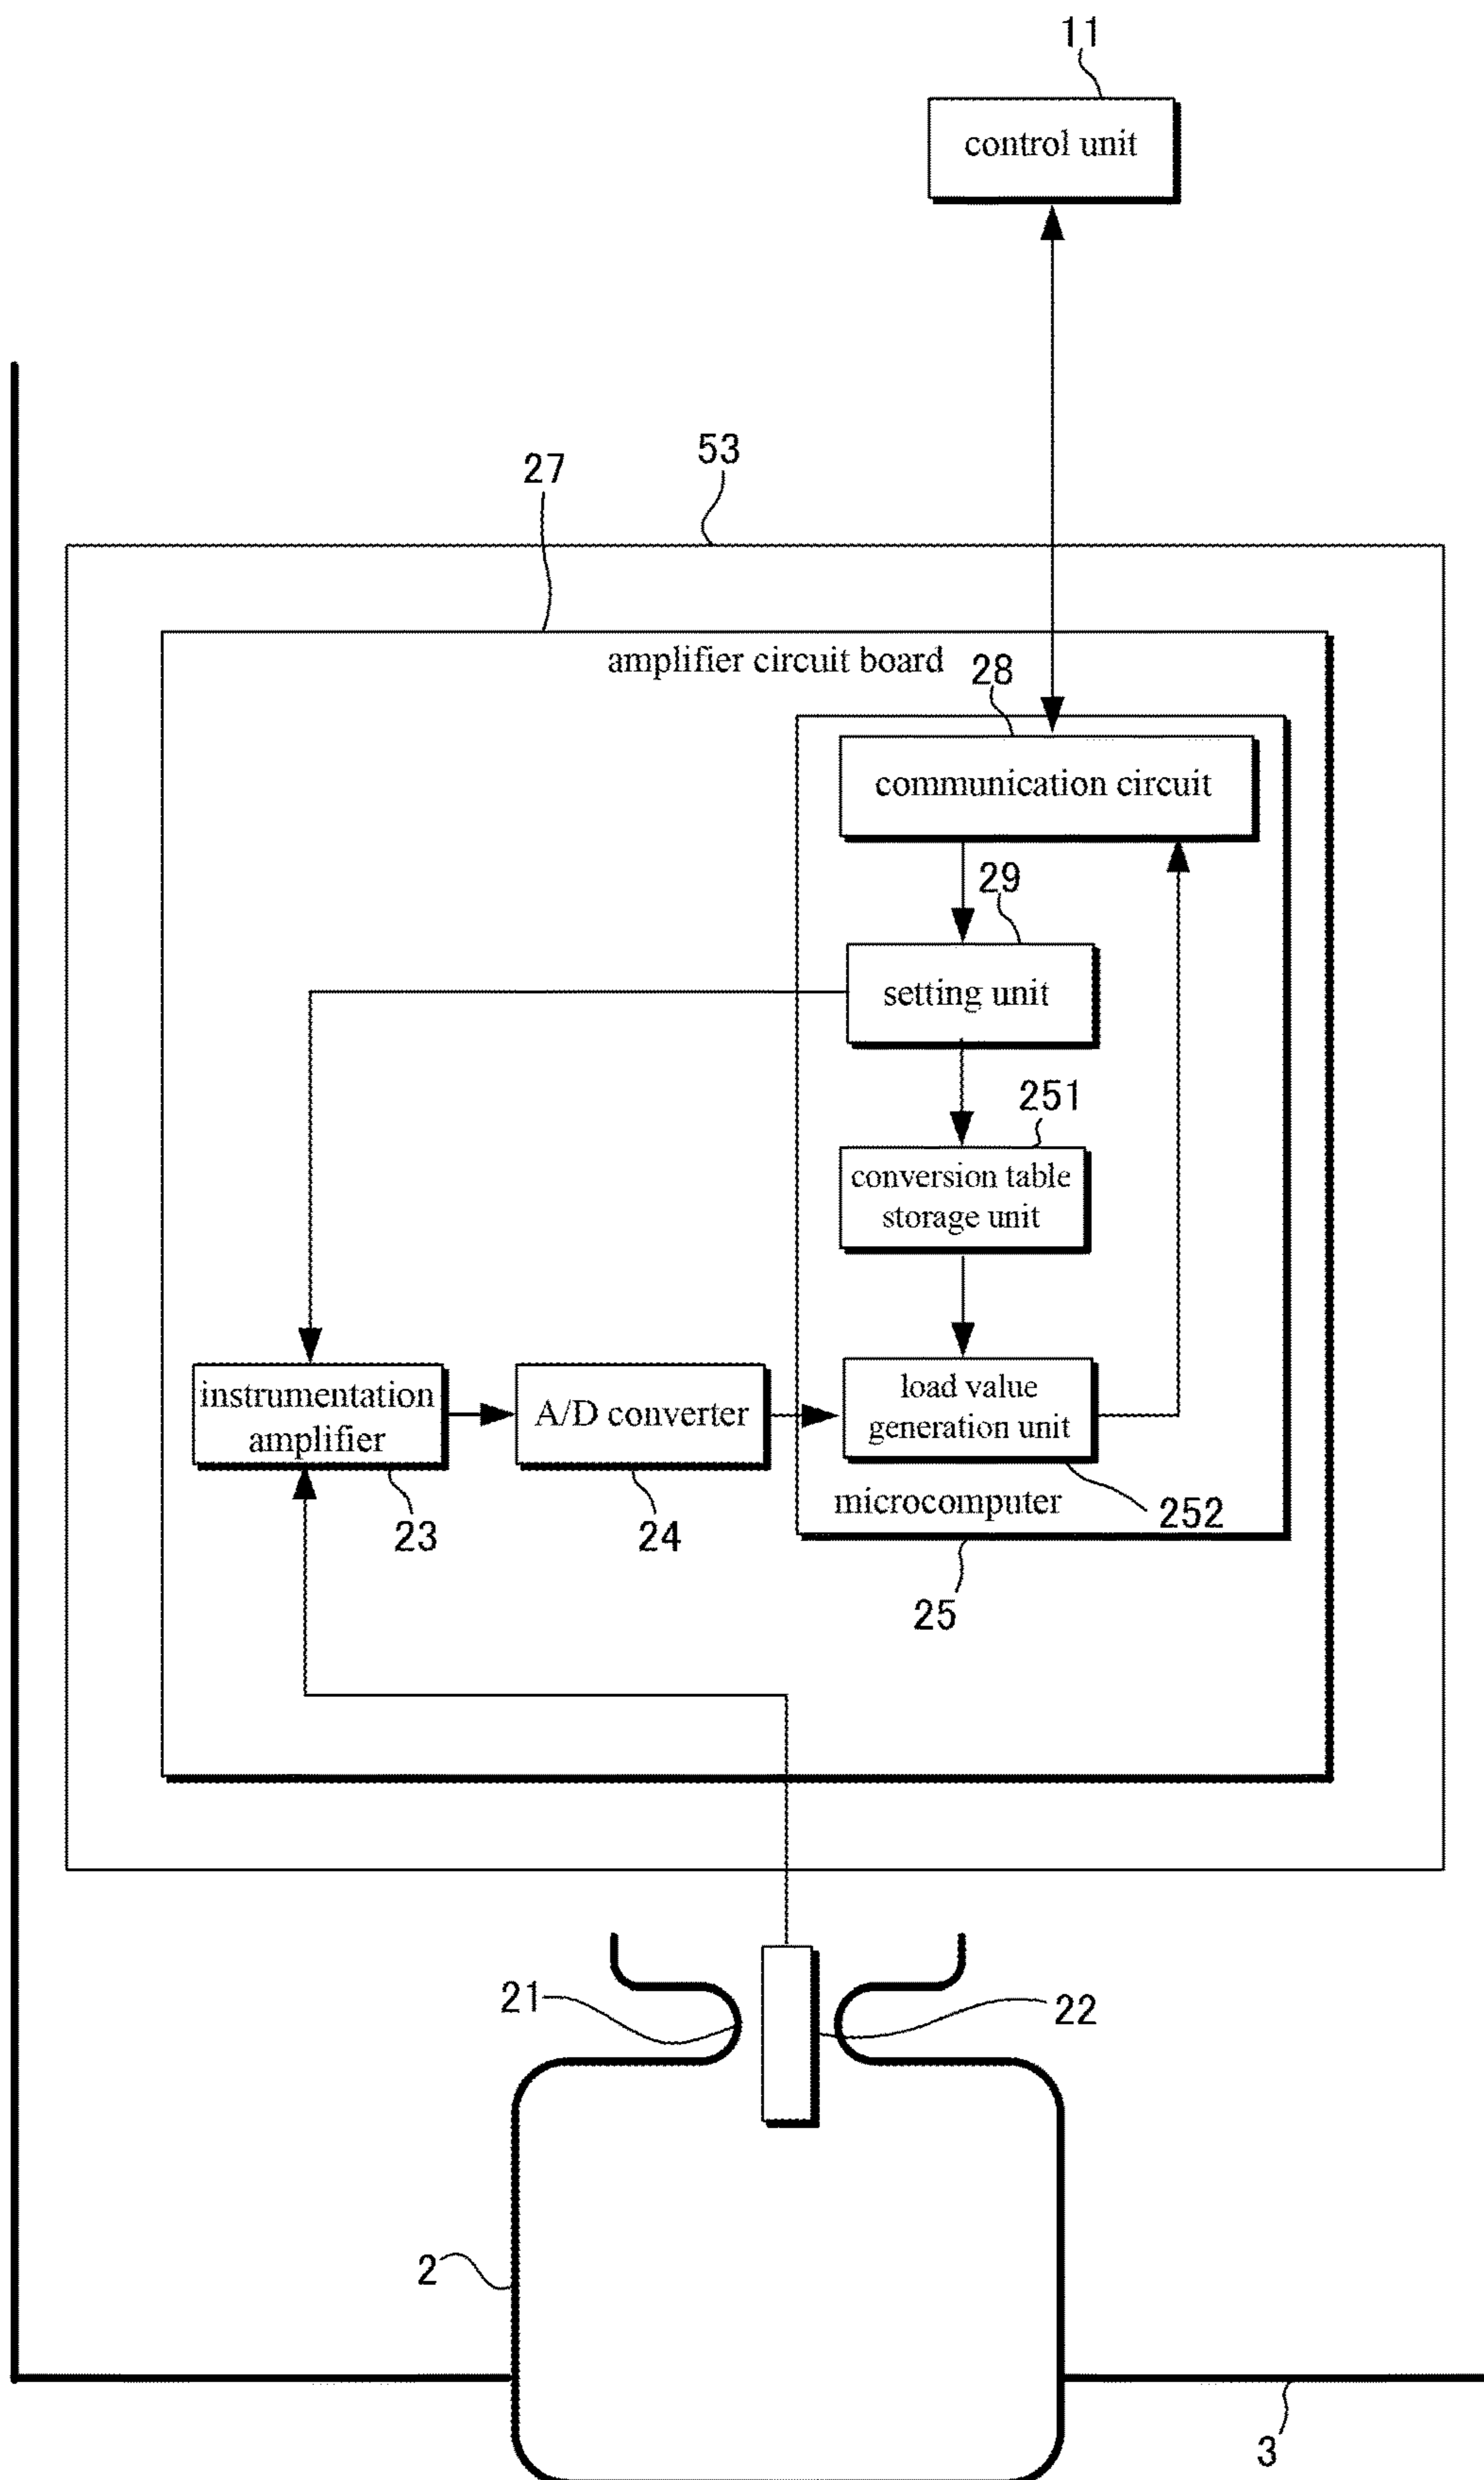 11
control unit
53
27
amplifier circuit board
28
communication circuit
29
setting unit
251
conversion table
storage unit
instrumentation
amplifier
A/D converter
load value
generation unit
microcomputer
252
23
24
25
21
22
2
3